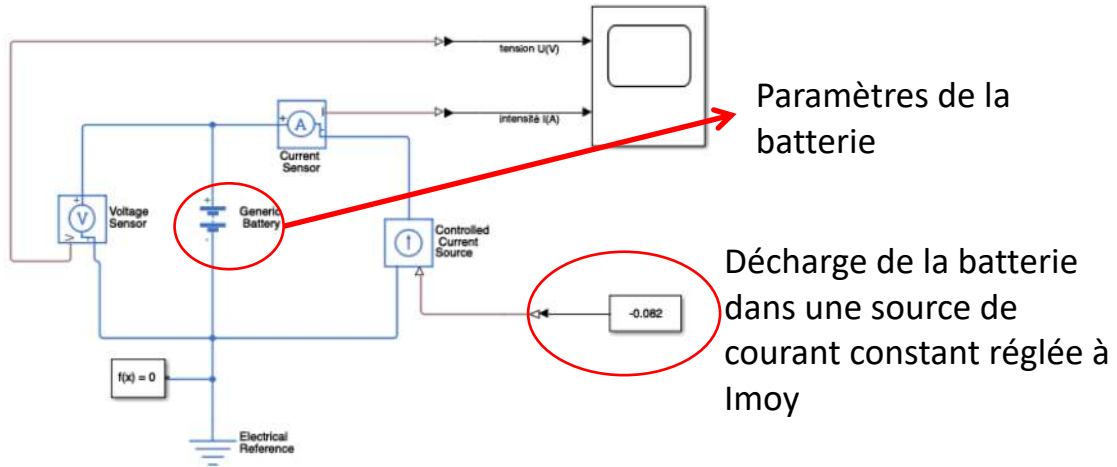 tension U(V)
intensité I(A)
Paramètres de la
batterie
+
A
I
Current
Sensor
+
V
V
Voltage
Sensor
+
-
Generic
Battery
Controlled
Current
Source
-0.082
Décharge de la batterie
dans une source de
courant constant réglée à
Imoy
f(x) = 0
Electrical
Reference